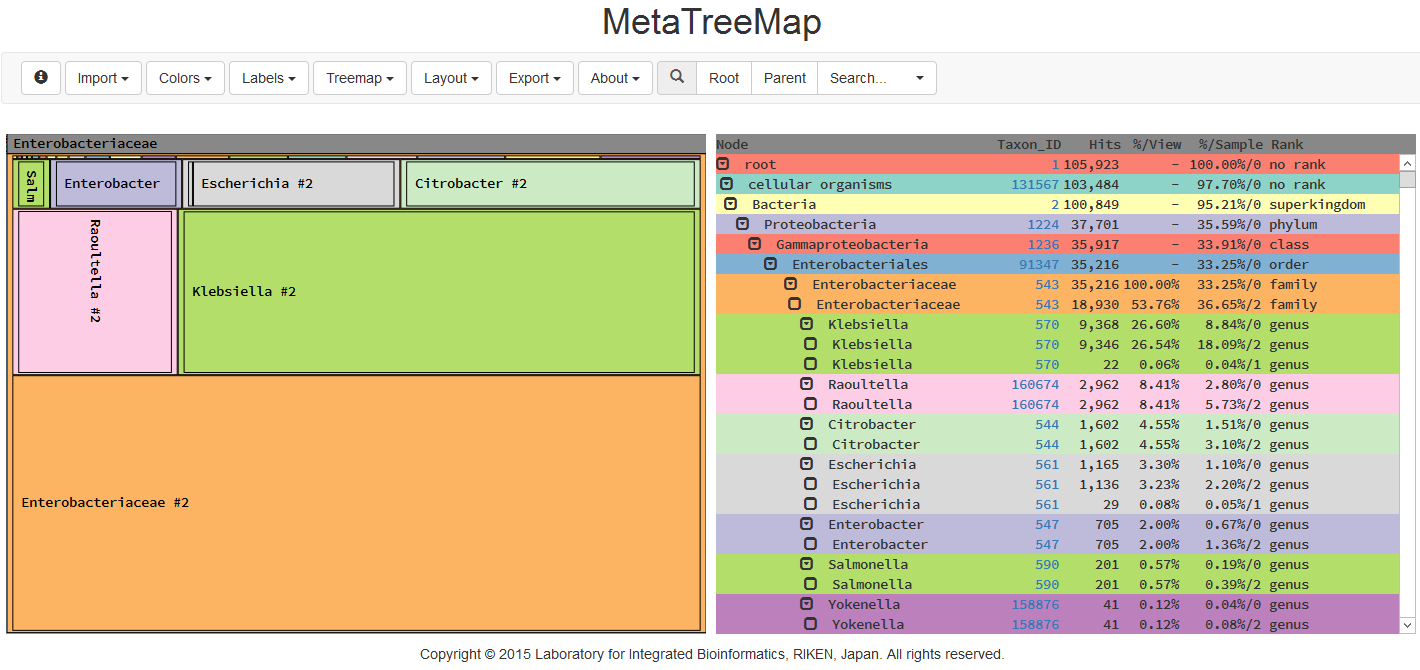 MetaTreeMap
Import Colors Labels Treemap Layout Export About Root Parent Search...
Enterobacteriaceae
Salm
Enterobacter
Escherichia #2
Citrobacter #2
Raoultella #2
Klebsiella #2
Enterobacteriaceae #2
Node Taxon_ID Hits %/View %/Sample Rank
root 1 105,923 - 100.00%/0 no rank
cellular organisms 131567 103,484 - 97.70%/0 no rank
Bacteria 2 100,849 - 95.21%/0 superkingdom
Proteobacteria 1224 37,701 - 35.59%/0 phylum
Gammaproteobacteria 1236 35,917 - 33.91%/0 class
Enterobacteriales 91347 35,216 - 33.25%/0 order
Enterobacteriaceae 543 35,216 100.00% 33.25%/0 family
Enterobacteriaceae 543 18,930 53.76% 36.65%/2 family
Klebsiella 570 9,368 26.60% 8.84%/0 genus
Klebsiella 570 9,346 26.54% 18.09%/2 genus
Klebsiella 570 22 0.06% 0.04%/1 genus
Raoultella 160674 2,962 8.41% 2.80%/0 genus
Raoultella 160674 2,962 8.41% 5.73%/2 genus
Citrobacter 544 1,602 4.55% 1.51%/0 genus
Citrobacter 544 1,602 4.55% 3.10%/2 genus
Escherichia 561 1,165 3.30% 1.10%/0 genus
Escherichia 561 1,136 3.23% 2.20%/2 genus
Escherichia 561 29 0.08% 0.05%/1 genus
Enterobacter 547 705 2.00% 0.67%/0 genus
Enterobacter 547 705 2.00% 1.36%/2 genus
Salmonella 590 201 0.57% 0.19%/0 genus
Salmonella 590 201 0.57% 0.39%/2 genus
Yokenella 158876 41 0.12% 0.04%/0 genus
Yokenella 158876 41 0.12% 0.08%/2 genus
Copyright © 2015 Laboratory for Integrated Bioinformatics, RIKEN, Japan. All rights reserved.